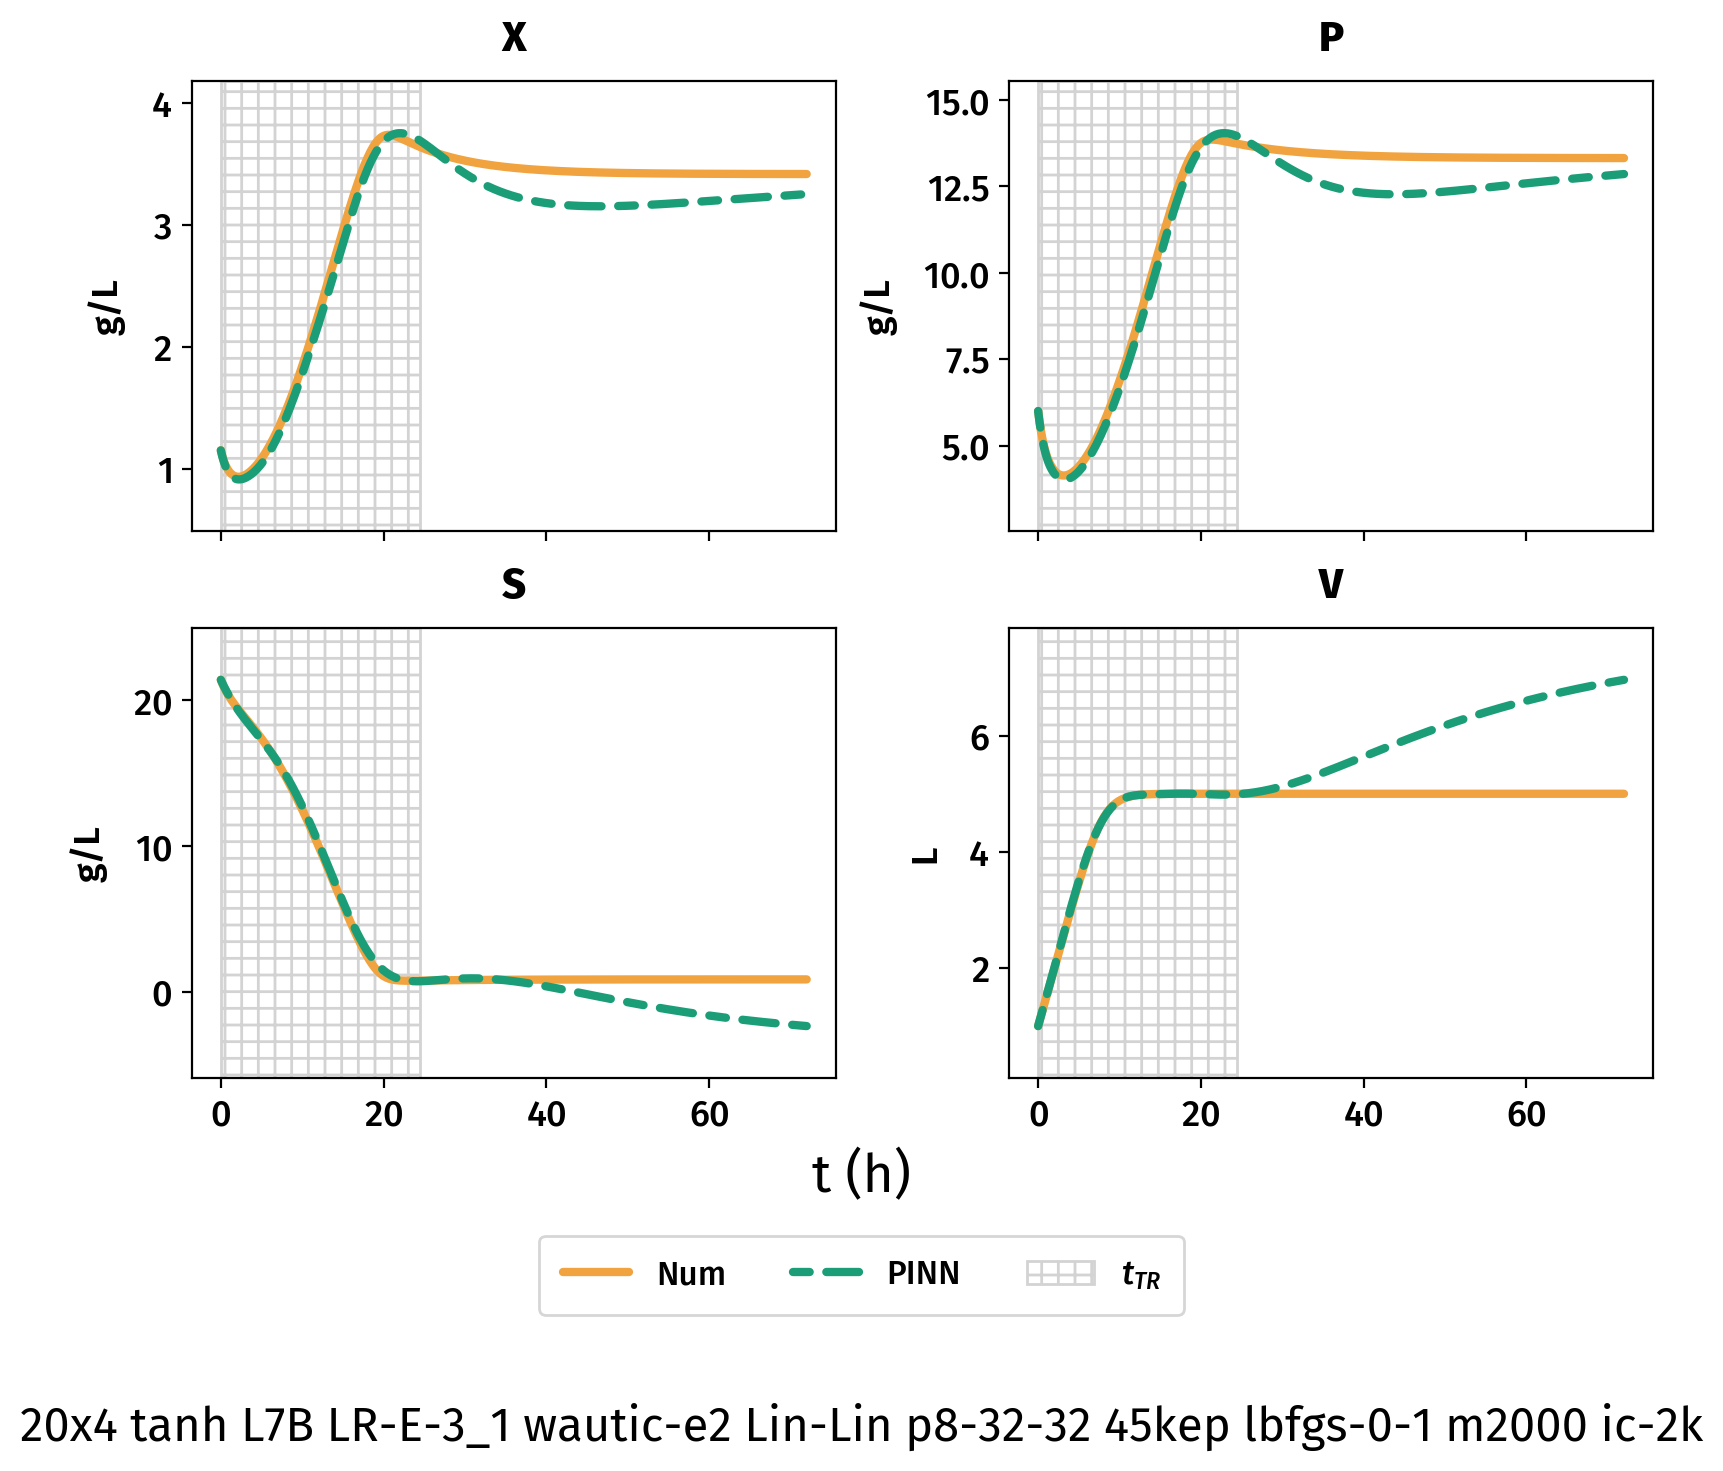 X
P
4
3
2
1
g/L
15.0
12.5
10.0
7.5
5.0
g/L
S
V
20
10
0
g/L
6
4
2
L
0 20 40 60
0 20 40 60
t (h)
Num PINN t_TR
20x4 tanh L7B LR-E-3_1 wautic-e2 Lin-Lin p8-32-32 45kep lbfgs-0-1 m2000 ic-2k